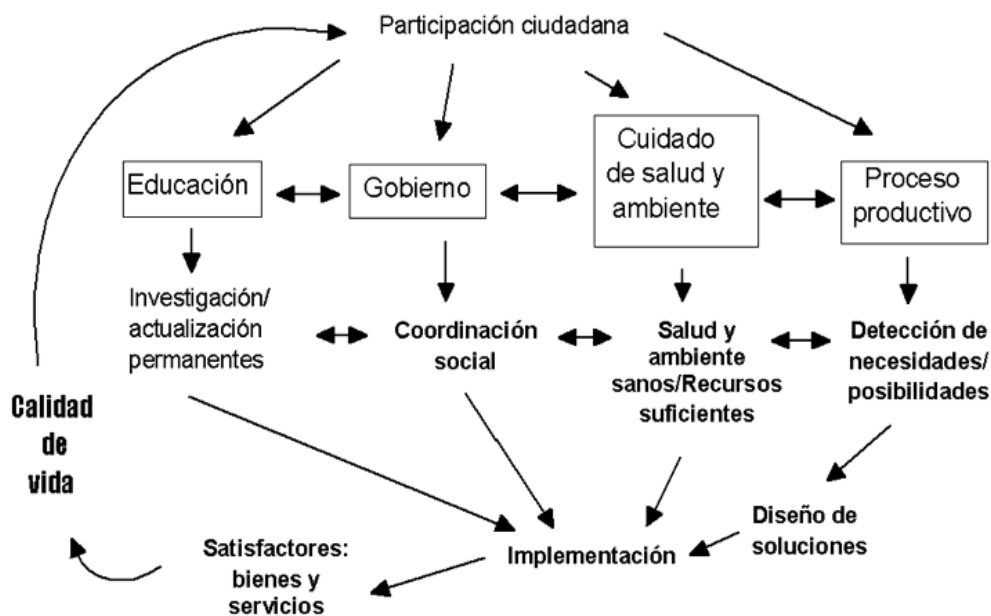 Participación ciudadana
Educación
Gobierno
Cuidado
de salud y
ambiente
Proceso
productivo
Investigación/
actualización
permanentes
Coordinación
social
Salud y
ambiente
sanos/Recursos
suficientes
Detección de
necesidades/
posibilidades
Calidad
de
vida
Diseño de
soluciones
Implementación
Satisfactores:
bienes y
servicios